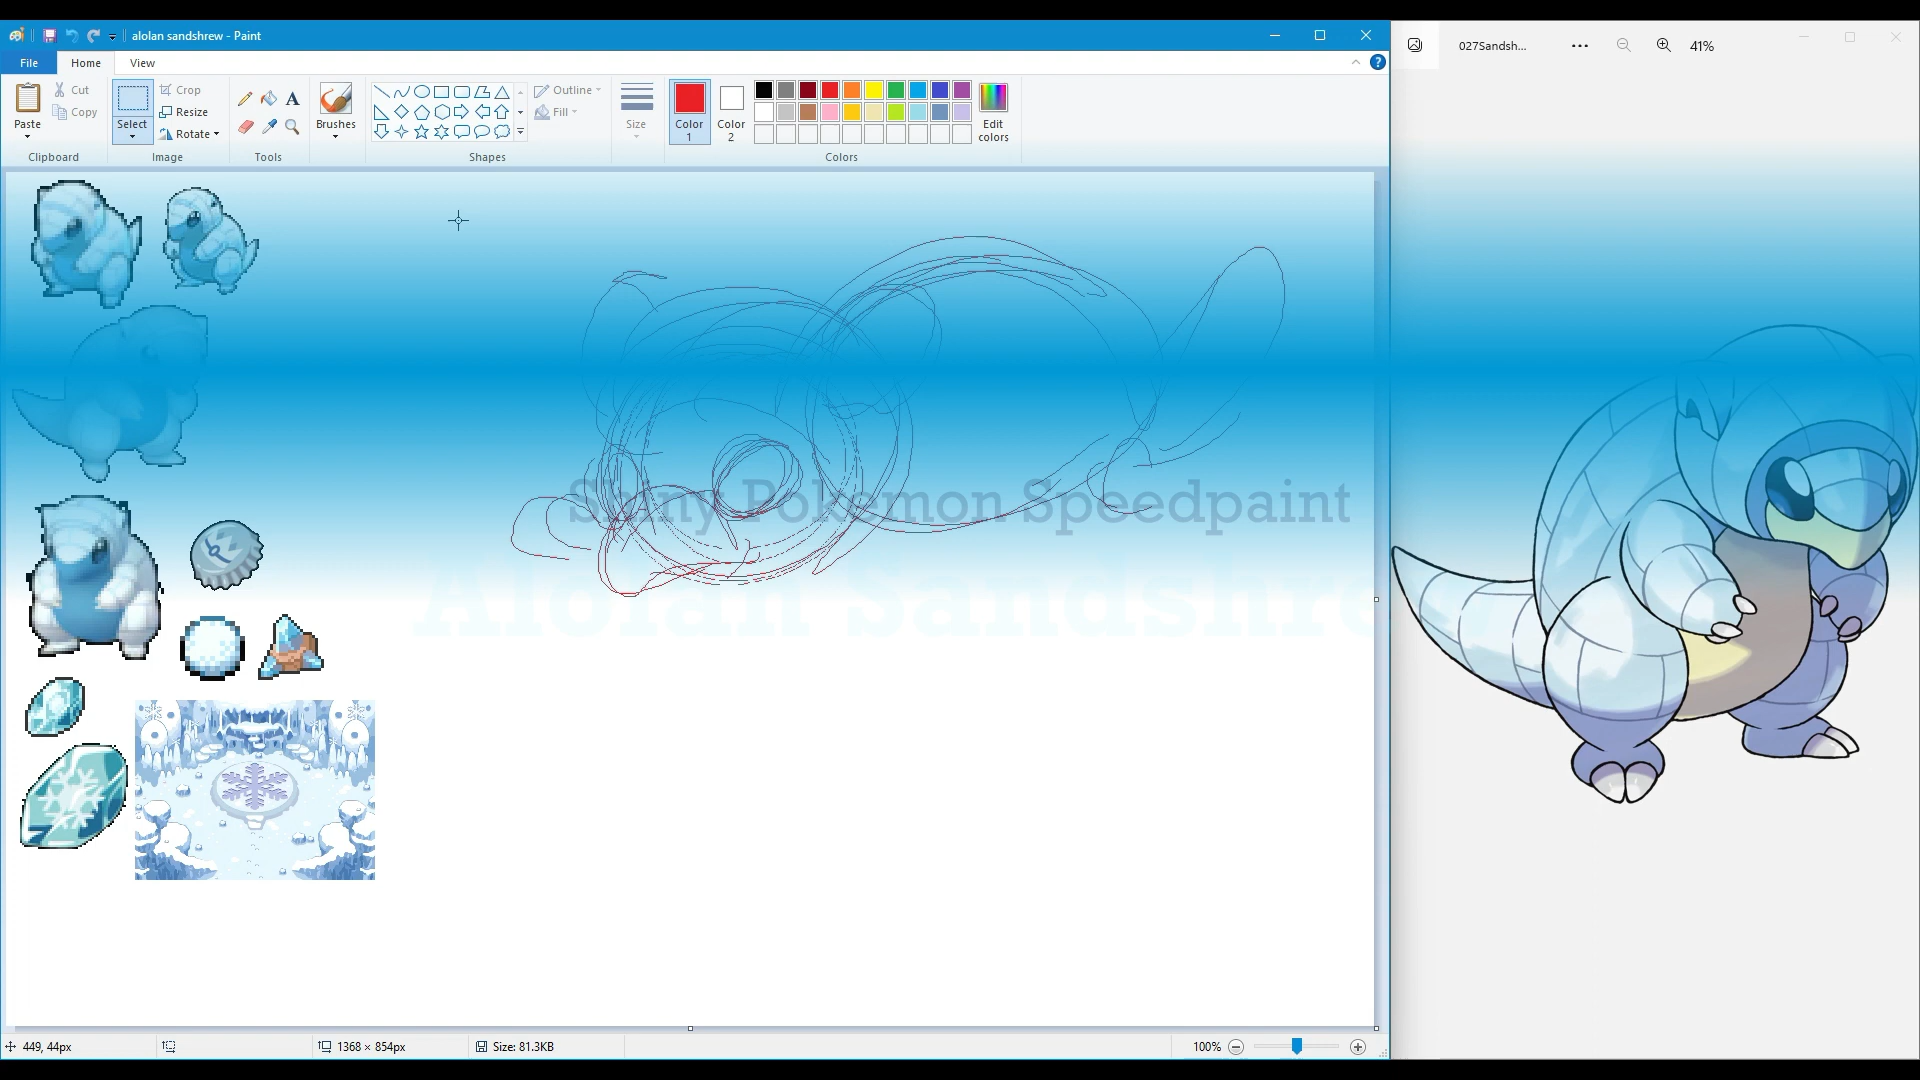 alolan sandshrew - Paint
027Sandsh... ... 41%
File Home View
Paste Cut Copy Select Crop Resize Rotate Brushes Outline Fill Size Color 1 Color 2 Edit colors
Clipboard Image Tools Shapes Colors
Shiny Pokemon Speedpaint
Alolan Sandshrew
449, 44px 1368 × 854px Size: 81.3KB 100%